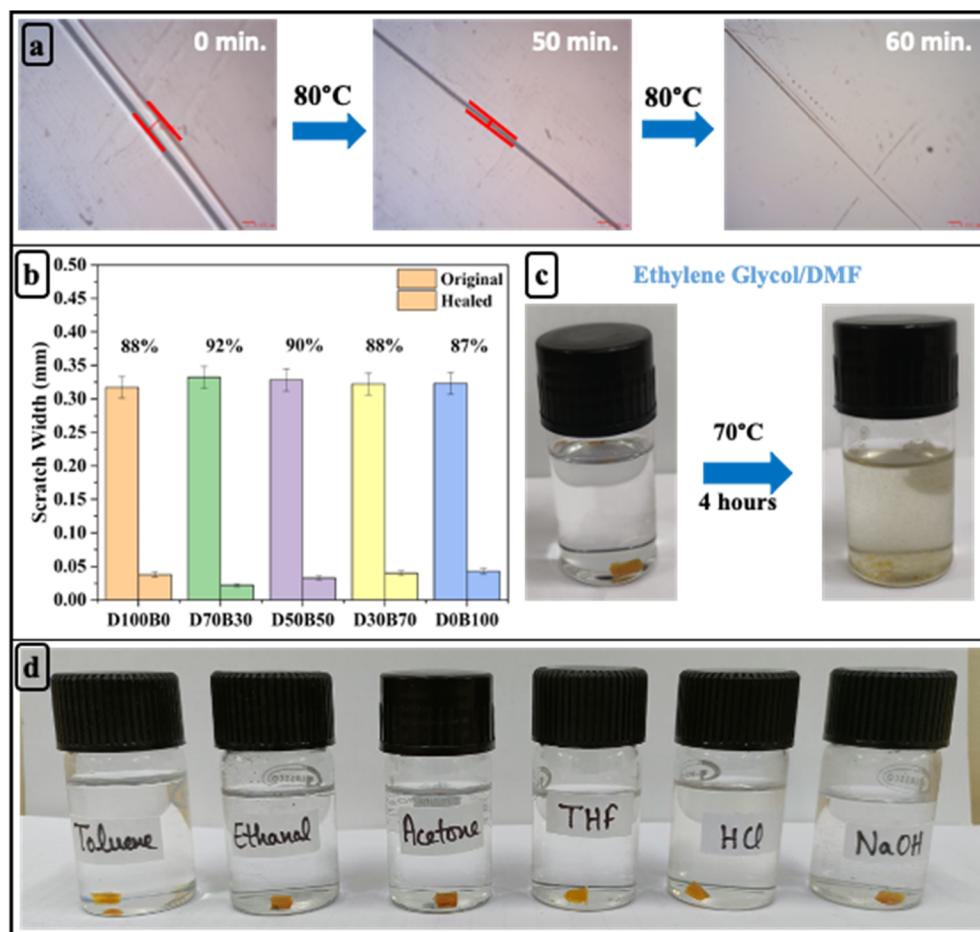 a
0 min.
80°C
50 min.
80°C
60 min.
b
0.50
0.45
0.40
0.35
0.30
0.25
0.20
0.15
0.10
0.05
0.00
Scratch Width (mm)
Original
Healed
88%
92%
90%
88%
87%
D100B0
D70B30
D50B50
D30B70
D0B100
c
Ethylene Glycol/DMF
70°C
4 hours
d
Toluene
Ethanal
Acetone
THF
HCl
NaOH